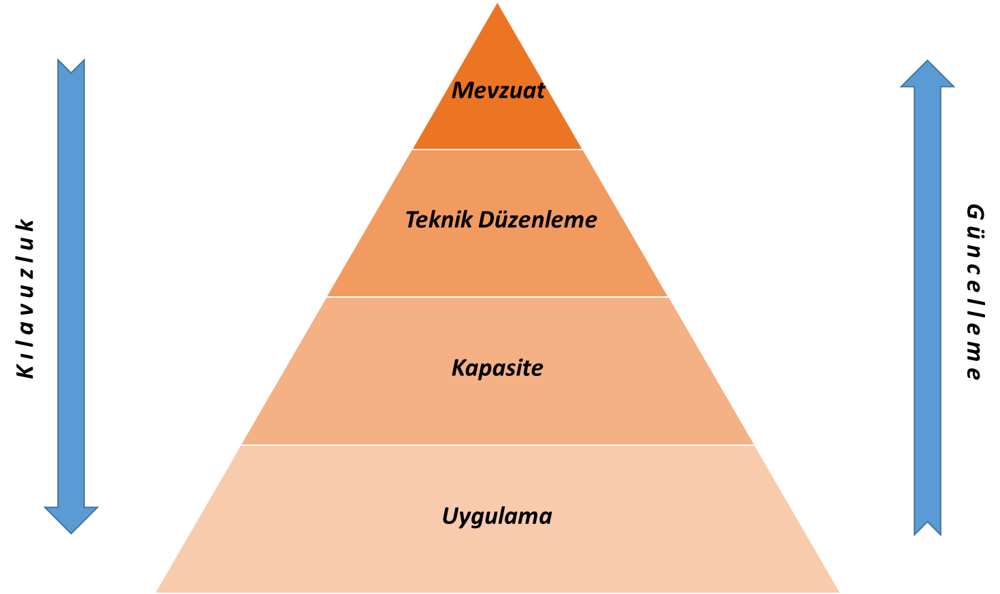 Mevzuat
Teknik Düzenleme
Kapasite
Uygulama
Kılavuzluk
Güncelleme